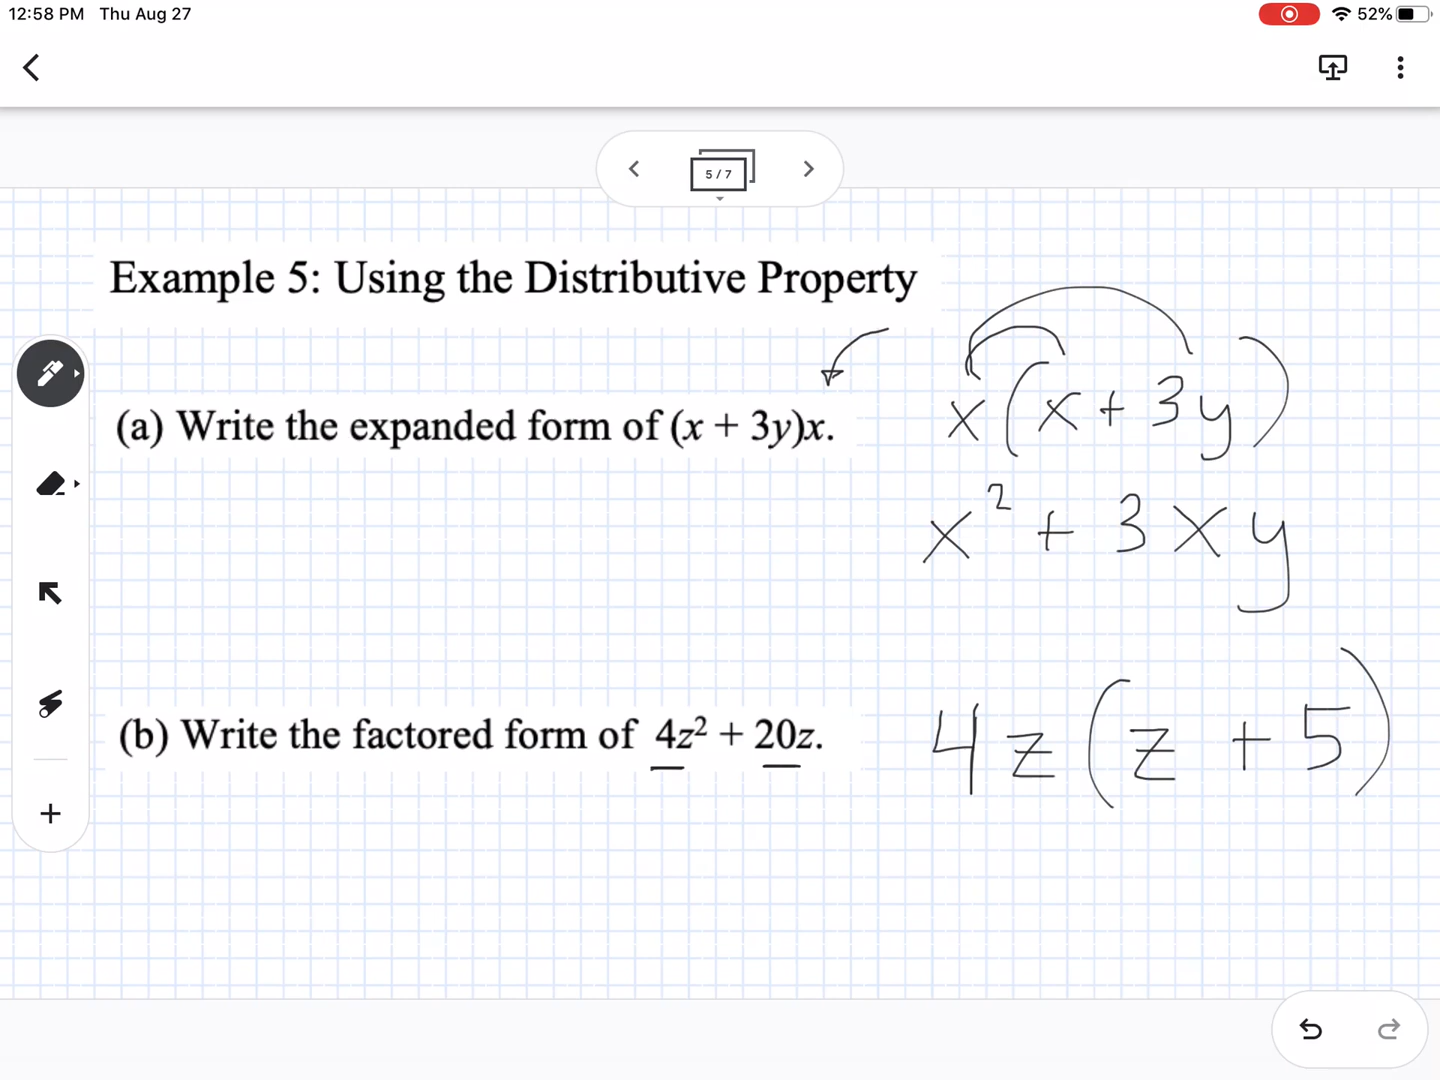 12:58 PM Thu Aug 27 52%
5 / 7
Example 5: Using the Distributive Property
(a) Write the expanded form of (x + 3y)x.
x(x + 3y)
x² + 3xy
(b) Write the factored form of 4z² + 20z.
4z(z + 5)